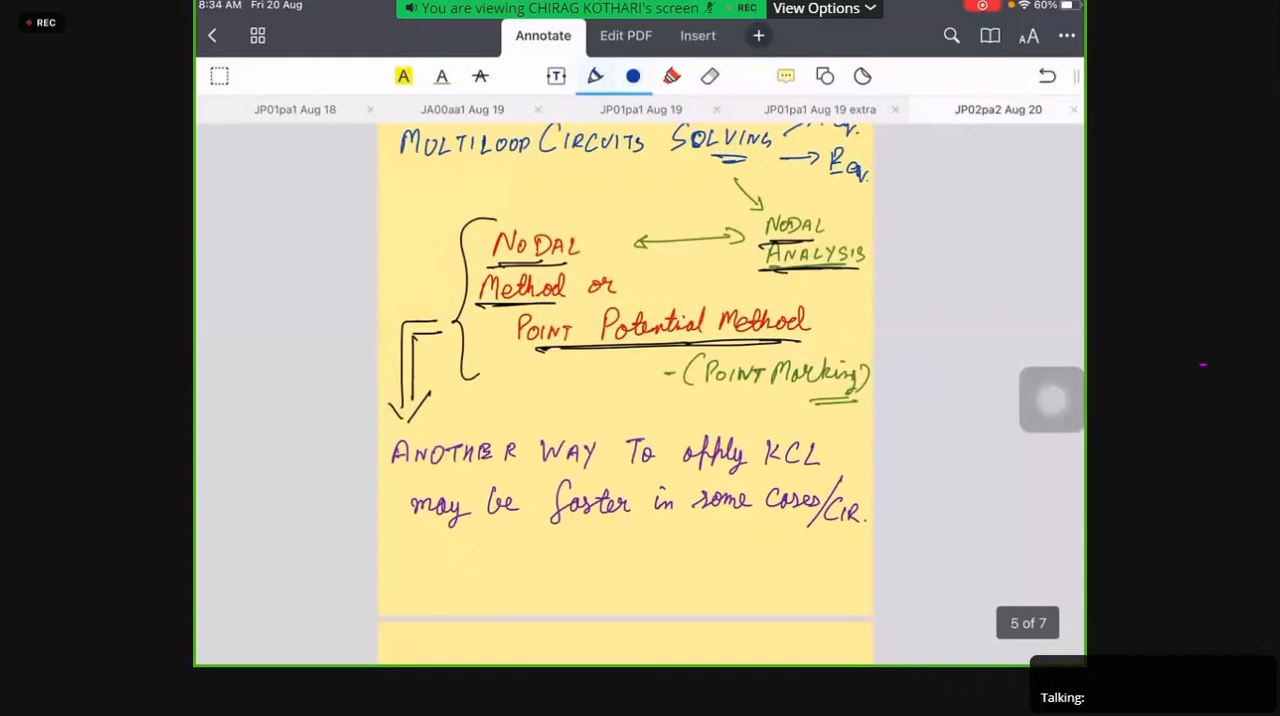 8:34 AM Fri 20 Aug
You are viewing CHIRAG KOTHARI's screen
REC
View Options
60%
REC
Annotate
Edit PDF
Insert
+
AA
A A A T
JP01pa1 Aug 18
JA00aa1 Aug 19
JP01pa1 Aug 19
JP01pa1 Aug 19 extra
JP02pa2 Aug 20
MULTILOOP CIRCUITS SOLVING
Req.
NODAL
ANALYSIS
NODAL
Method or
POINT Potential Method
- (POINT Marking)
ANOTHER WAY To apply KCL
may be faster in some cases/CIR.
5 of 7
Talking: